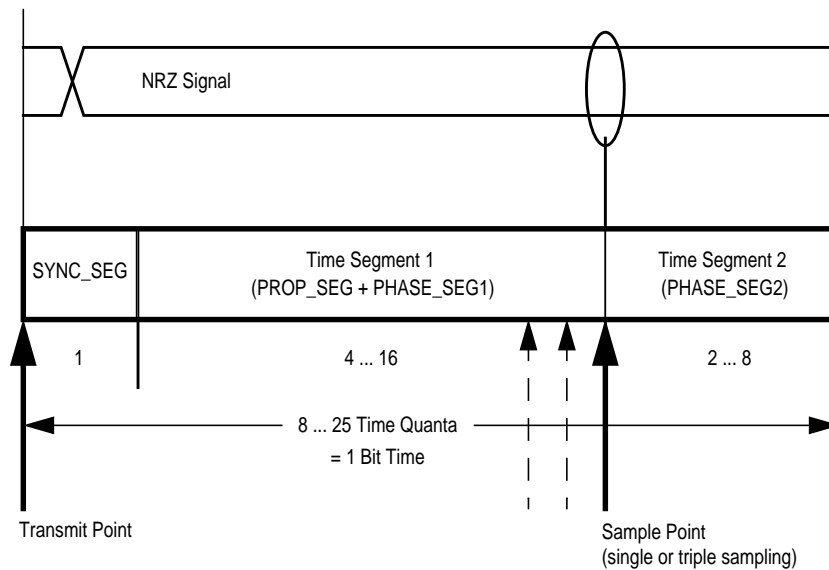 NRZ Signal
SYNC_SEG
Time Segment 1
(PROP_SEG + PHASE_SEG1)
Time Segment 2
(PHASE_SEG2)
1
4 ... 16
2 ... 8
8 ... 25 Time Quanta
= 1 Bit Time
Transmit Point
Sample Point
(single or triple sampling)